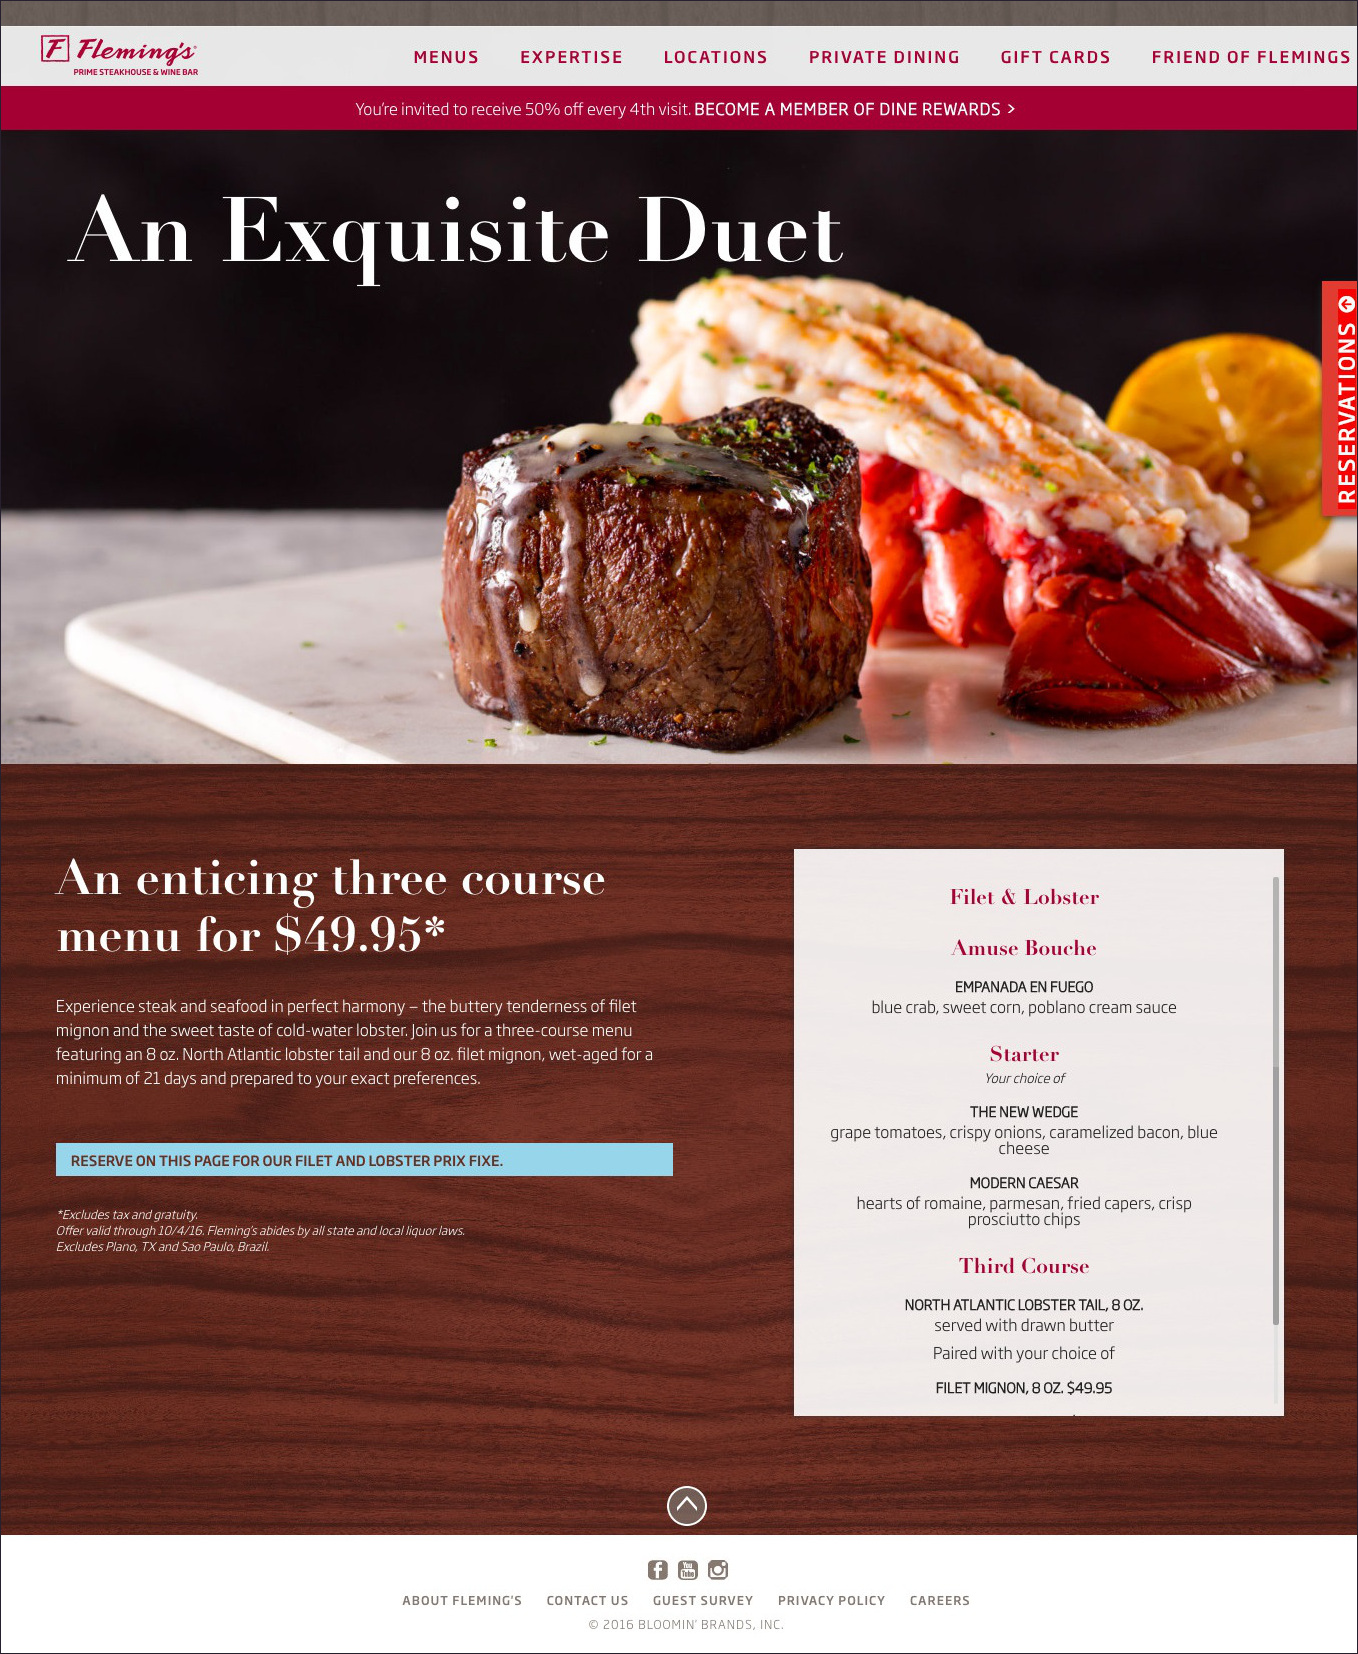 F Fleming's
PRIME STEAKHOUSE & WINE BAR
MENUS EXPERTISE LOCATIONS PRIVATE DINING GIFT CARDS FRIEND OF FLEMINGS
You're invited to receive 50% off every 4th visit. BECOME A MEMBER OF DINE REWARDS >
An Exquisite Duet
RESERVATIONS
An enticing three course
menu for $49.95*
Experience steak and seafood in perfect harmony – the buttery tenderness of filet
mignon and the sweet taste of cold-water lobster. Join us for a three-course menu
featuring an 8 oz. North Atlantic lobster tail and our 8 oz. filet mignon, wet-aged for a
minimum of 21 days and prepared to your exact preferences.
RESERVE ON THIS PAGE FOR OUR FILET AND LOBSTER PRIX FIXE.
*Excludes tax and gratuity.
Offer valid through 10/4/16. Fleming's abides by all state and local liquor laws.
Excludes Plano, TX and Sao Paulo, Brazil.
Filet & Lobster
Amuse Bouche
EMPANADA EN FUEGO
blue crab, sweet corn, poblano cream sauce
Starter
Your choice of
THE NEW WEDGE
grape tomatoes, crispy onions, caramelized bacon, blue
cheese
MODERN CAESAR
hearts of romaine, parmesan, fried capers, crisp
prosciutto chips
Third Course
NORTH ATLANTIC LOBSTER TAIL, 8 OZ.
served with drawn butter
Paired with your choice of
FILET MIGNON, 8 OZ. $49.95
You Tube
ABOUT FLEMING'S CONTACT US GUEST SURVEY PRIVACY POLICY CAREERS
© 2016 BLOOMIN' BRANDS, INC.